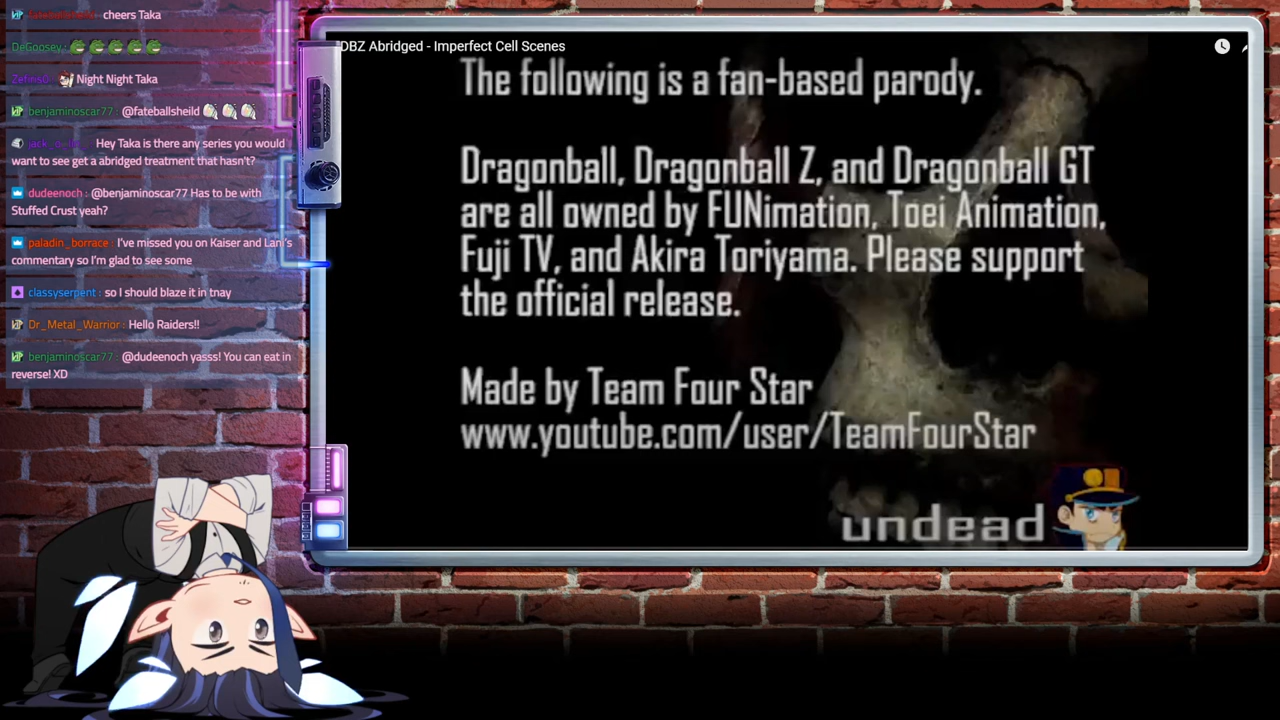 cheers Taka
DeGoosey :
Zefirisu : Night Night Taka
benjaminoscar77 : @fateballsheild
Hey Taka is there any series you would
want to see get a abridged treatment that hasn't?
dudeenoch : @benjaminoscar77 Has to be with
Stuffed Crust yeah?
paladin_borrace : I've missed you on Kaiser and Lani's
commentary so I'm glad to see some
classyserpent : so I should blaze it in tnay
Dr_Metal_Warrior : Hello Raiders!!
benjaminoscar77 : @dudeenoch yasss! You can eat in
reverse! XD
DBZ Abridged - Imperfect Cell Scenes
The following is a fan-based parody.
Dragonball, Dragonball Z, and Dragonball GT
are all owned by FUNimation, Toei Animation,
Fuji TV, and Akira Toriyama. Please support
the official release.
Made by Team Four Star
www.youtube.com/user/TeamFourStar
undead